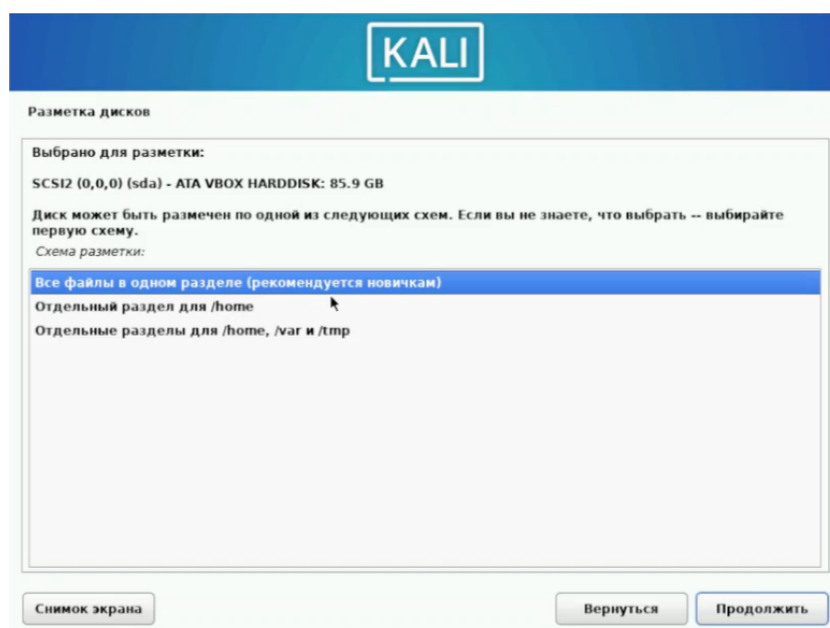 KALI
Разметка дисков
Выбрано для разметки:
SCSI2 (0,0,0) (sda) - ATA VBOX HARDDISK: 85.9 GB
Диск может быть размечен по одной из следующих схем. Если вы не знаете, что выбрать -- выбирайте
первую схему.
Схема разметки:
Все файлы в одном разделе (рекомендуется новичкам)
Отдельный раздел для /home
Отдельные разделы для /home, /var и /tmp
Снимок экрана
Вернуться
Продолжить